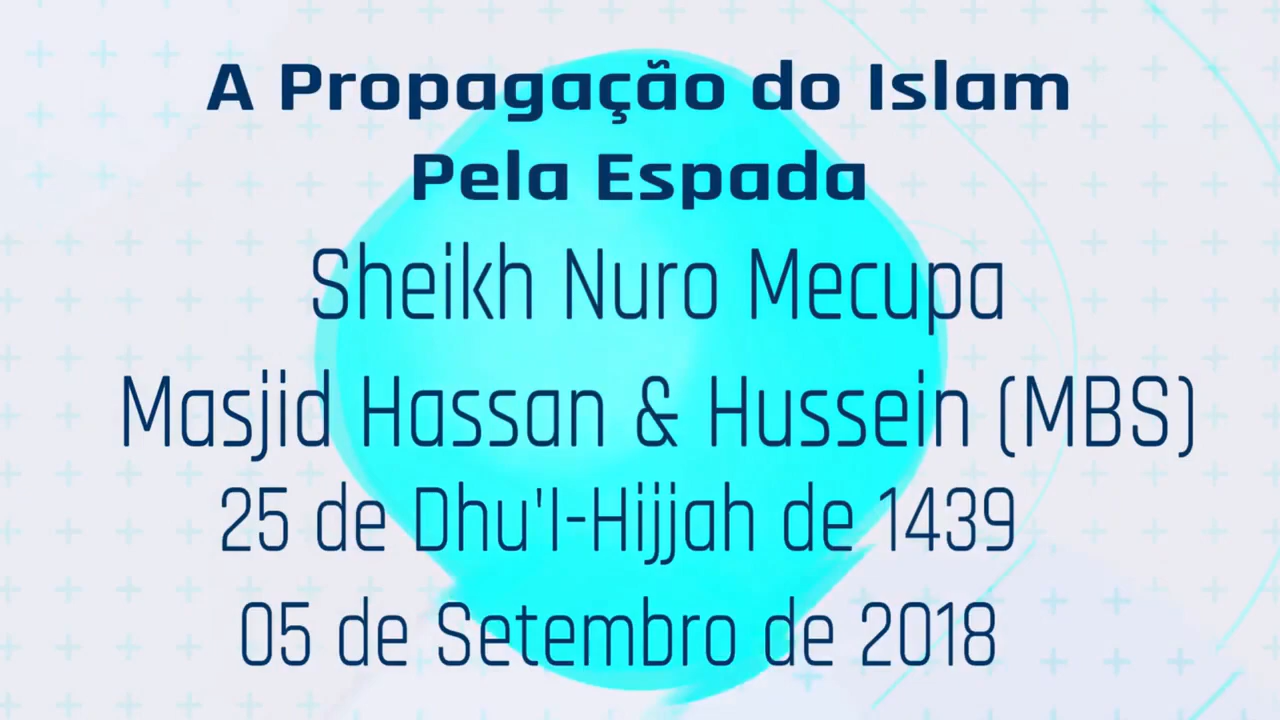 A Propagação do Islam
Pela Espada
Sheikh Nuro Mecupa
Masjid Hassan & Hussein (MBS)
25 de Dhu'l-Hijjah de 1439
05 de Setembro de 2018